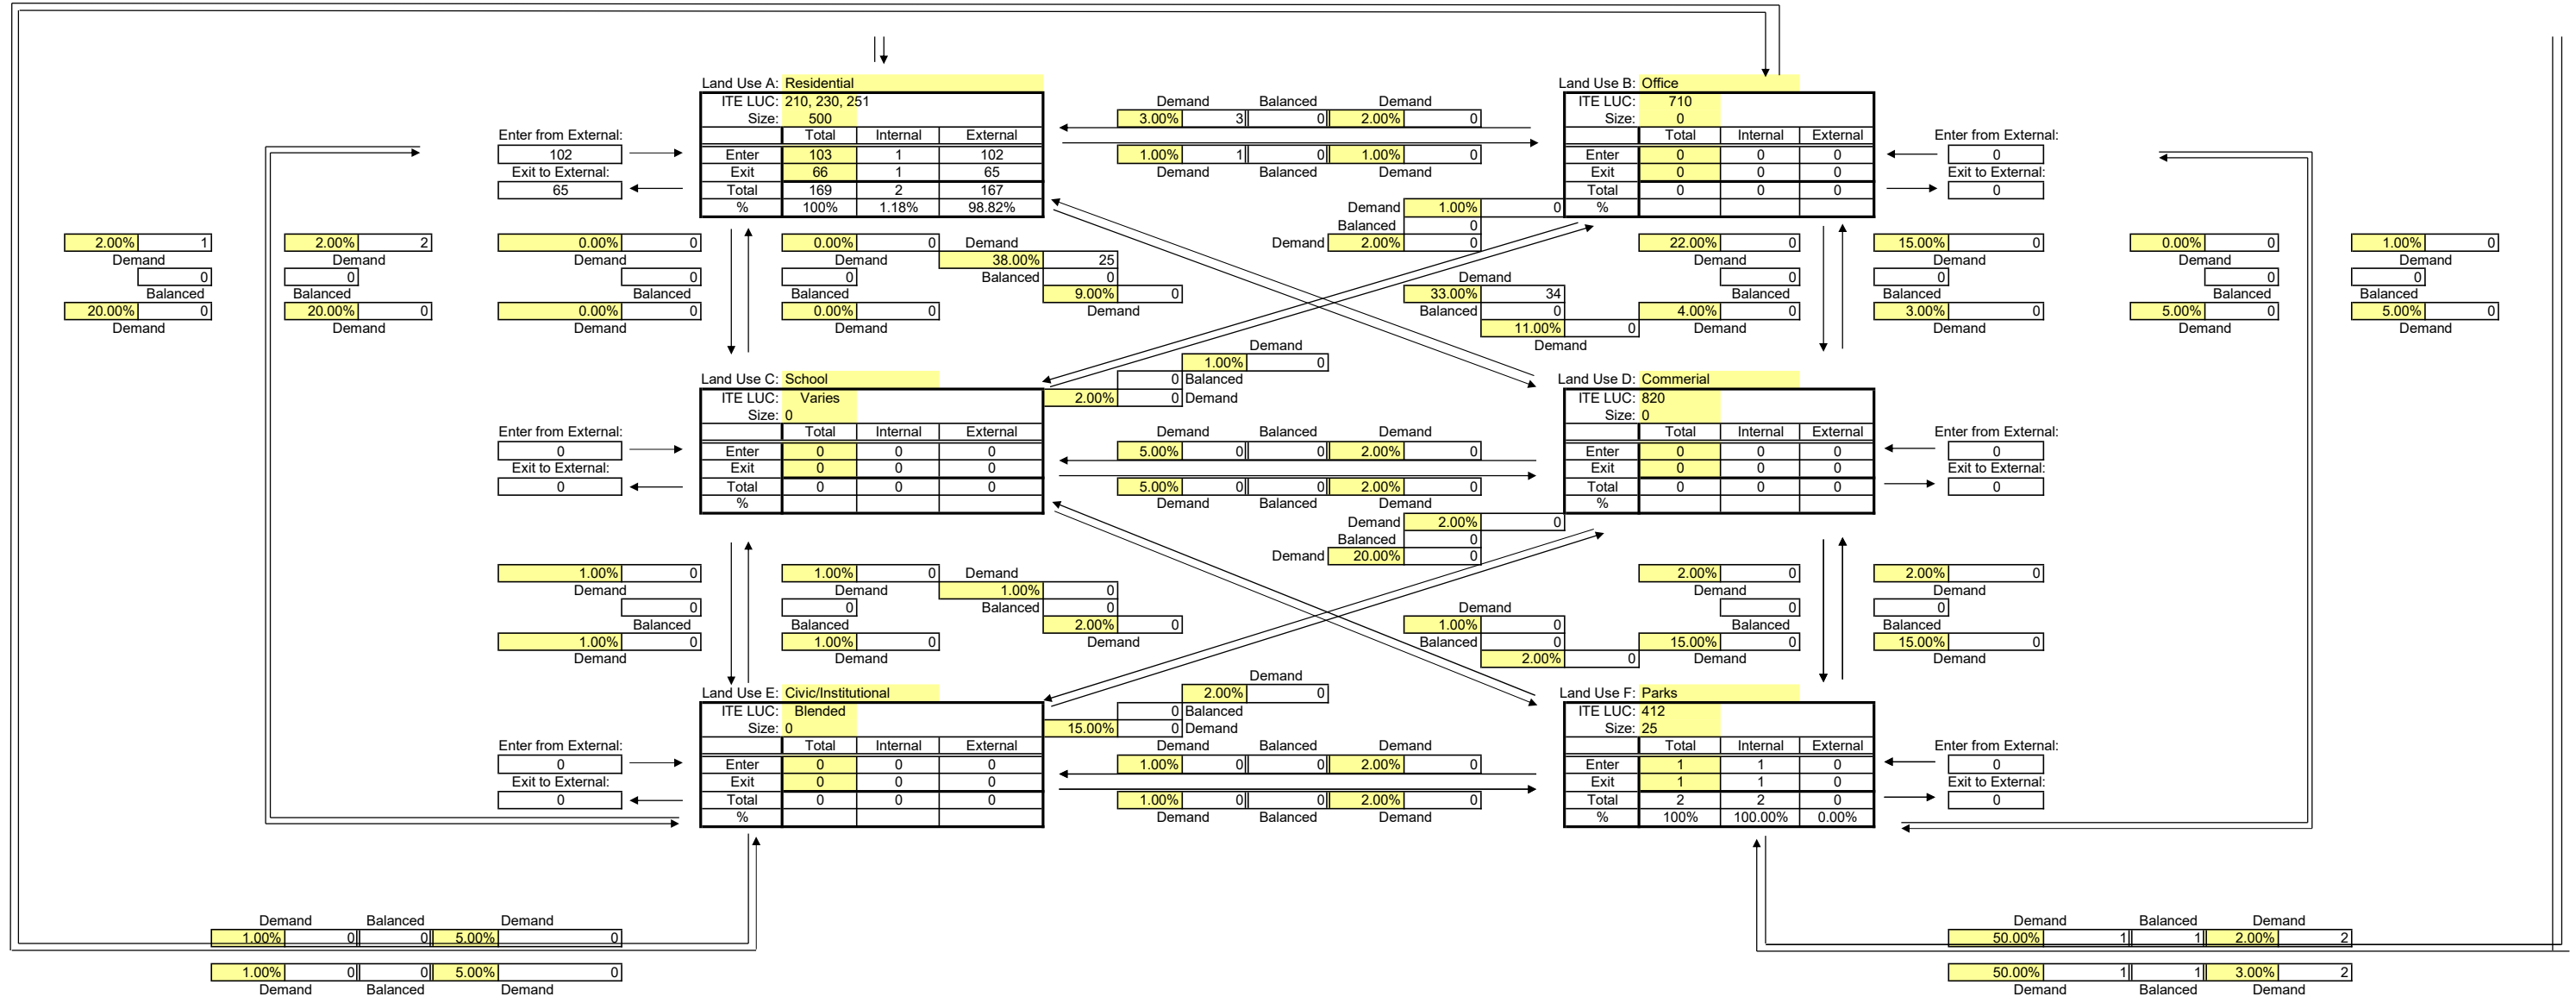 Land Use A: Residential Land Use B: Office
ITE LUC: 210, 230, 251 Demand Balanced Demand ITE LUC: 710
Size: 500 3.00% 3 0 2.00% 0 Size: 0
Enter from External: Total Internal External Total Internal External Enter from External:
102 Enter 103 1 102 1.00% 1 0 1.00% 0 Enter 0 0 0 0
Exit to External: Exit 66 1 65 Demand Balanced Demand Exit 0 0 0 Exit to External:
65 Total 169 2 167 Total 0 0 0 0
% 100% 1.18% 98.82% Demand 1.00% 0 %
Balanced 0
2.00% 1 2.00% 2 0.00% 0 0.00% 0 Demand Demand 2.00% 0 22.00% 0 15.00% 0 0.00% 0 1.00% 0
Demand Demand Demand Demand 38.00% 25 Demand Demand Demand Demand
0 0 0 0 Balanced 0 Demand 0 0 0 0
Balanced Balanced Balanced Balanced 9.00% 0 33.00% 34 Balanced Balanced Balanced Balanced
20.00% 0 20.00% 0 0.00% 0 0.00% 0 Demand Balanced 0 4.00% 0 3.00% 0 5.00% 0 5.00% 0
Demand Demand Demand Demand 11.00% 0 Demand Demand Demand Demand
Demand Demand
1.00% 0
Land Use C: School 0 Balanced Land Use D: Commerial
ITE LUC: Varies 2.00% 0 Demand ITE LUC: 820
Size: 0 Size: 0
Enter from External: Total Internal External Demand Balanced Demand Total Internal External Enter from External:
0 Enter 0 0 0 5.00% 0 0 2.00% 0 Enter 0 0 0 0
Exit to External: Exit 0 0 0 Exit 0 0 0 Exit to External:
0 Total 0 0 0 5.00% 0 0 2.00% 0 Total 0 0 0 0
% Demand Balanced Demand %
Demand 2.00% 0
Balanced 0
Demand 20.00% 0
1.00% 0 1.00% 0 Demand 2.00% 0 2.00% 0
Demand Demand 1.00% 0 Demand Demand
0 0 Balanced 0 Demand 0 0
Balanced Balanced 2.00% 0 1.00% 0 Balanced Balanced
1.00% 0 1.00% 0 Demand Balanced 0 15.00% 0 15.00% 0
Demand Demand 2.00% 0 Demand Demand
Demand
Land Use E: Civic/Institutional 2.00% 0 Land Use F: Parks
ITE LUC: Blended 0 Balanced ITE LUC: 412
Size: 0 15.00% 0 Demand Size: 25
Enter from External: Total Internal External Demand Balanced Demand Total Internal External Enter from External:
0 Enter 0 0 0 1.00% 0 0 2.00% 0 Enter 1 1 0 0
Exit to External: Exit 0 0 0 Exit 1 1 0 Exit to External:
0 Total 0 0 0 1.00% 0 0 2.00% 0 Total 2 2 0 0
% Demand Balanced Demand % 100% 100.00% 0.00%
Demand Balanced Demand Demand Balanced Demand
1.00% 0 0 5.00% 0 50.00% 1 1 2.00% 2
1.00% 0 0 5.00% 0 50.00% 1 1 3.00% 2
Demand Balanced Demand Demand Balanced Demand